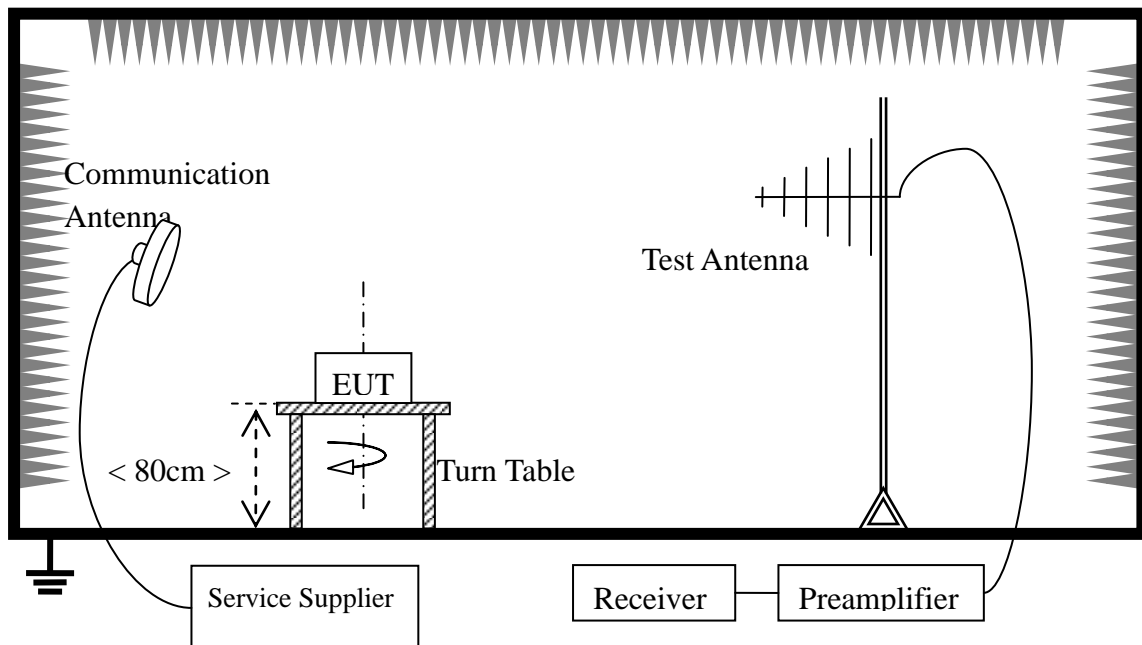 Communication
Antenna
Test Antenna
EUT
< 80cm >
Turn Table
Service Supplier
Receiver
Preamplifier